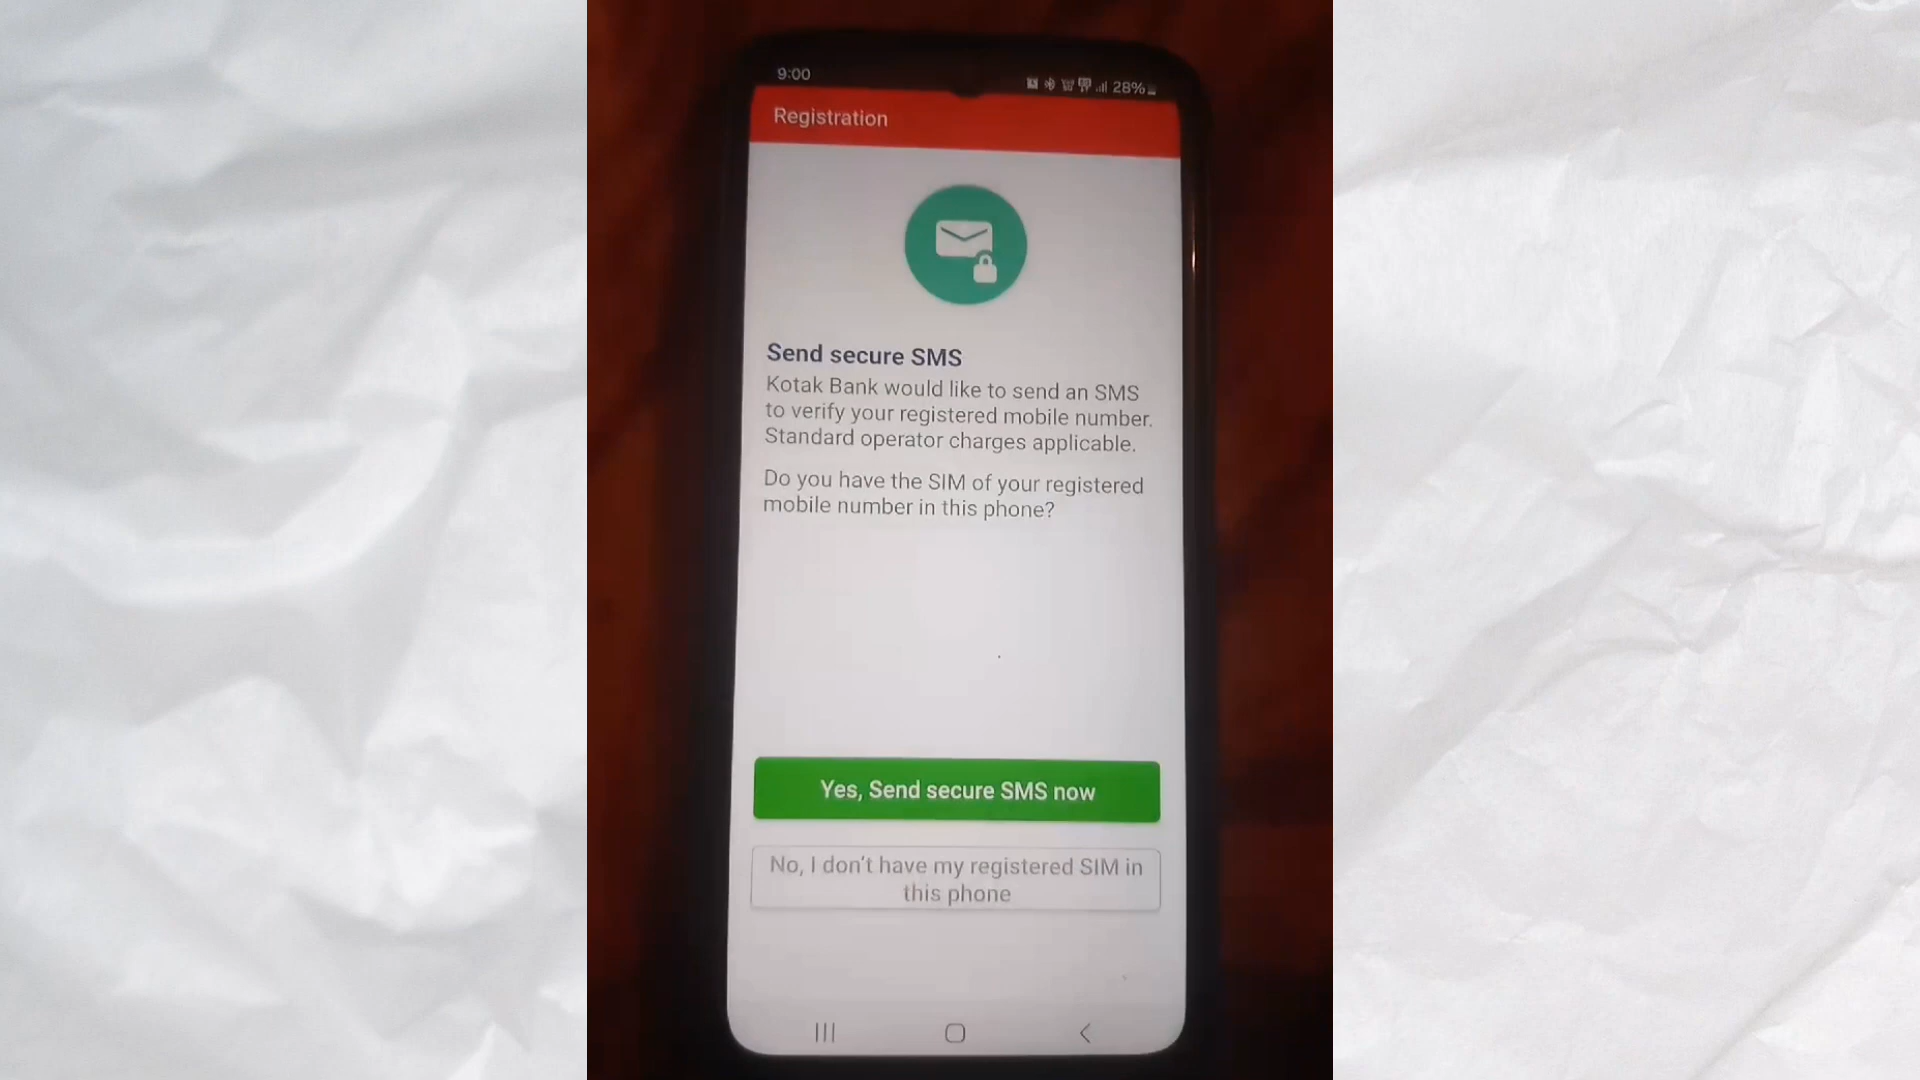 9:00
28%
Registration
Send secure SMS
Kotak Bank would like to send an SMS
to verify your registered mobile number.
Standard operator charges applicable.
Do you have the SIM of your registered
mobile number in this phone?
Yes, Send secure SMS now
No, I don't have my registered SIM in
this phone